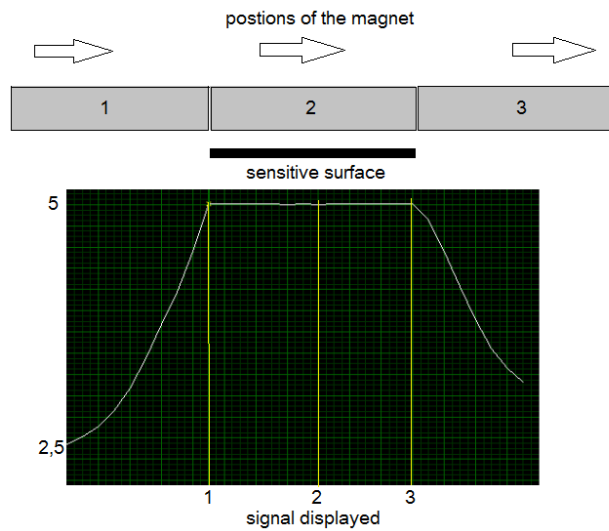 postions of the magnet
1 2 3
sensitive surface
5
2,5
1 2 3
signal displayed